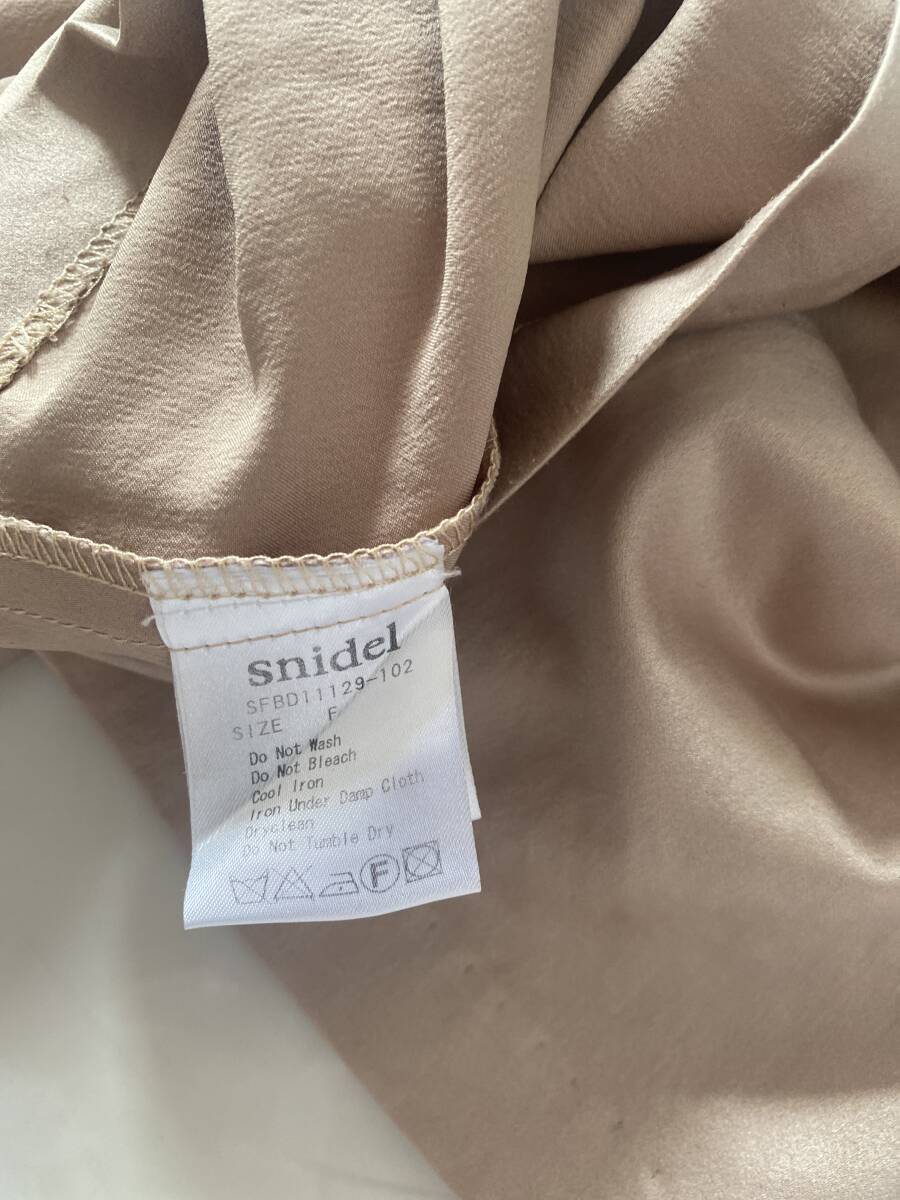 snidel
SFBD11129-102
SIZE F
Do Not Wash
Do Not Bleach
Cool Iron
Iron Under Damp Cloth
Dryclean
Do Not Tumble Dry
F